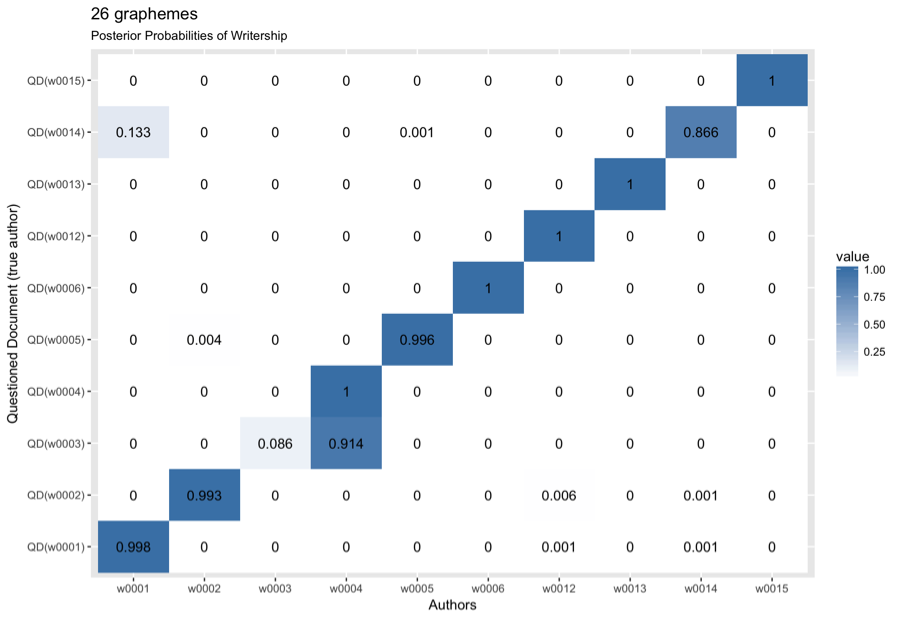 26 graphemes
Posterior Probabilities of Writership
Questioned Document (true author)
QD(w0015) 0 0 0 0 0 0 0 0 0 1
QD(w0014) 0.133 0 0 0 0.001 0 0 0 0.866 0
QD(w0013) 0 0 0 0 0 0 0 1 0 0
QD(w0012) 0 0 0 0 0 0 1 0 0 0
QD(w0006) 0 0 0 0 0 1 0 0 0 0
QD(w0005) 0 0.004 0 0 0.996 0 0 0 0 0
QD(w0004) 0 0 0 1 0 0 0 0 0 0
QD(w0003) 0 0 0.086 0.914 0 0 0 0 0 0
QD(w0002) 0 0.993 0 0 0 0 0.006 0 0.001 0
QD(w0001) 0.998 0 0 0 0 0 0.001 0 0.001 0
w0001 w0002 w0003 w0004 w0005 w0006 w0012 w0013 w0014 w0015
Authors
value
1.00
0.75
0.50
0.25